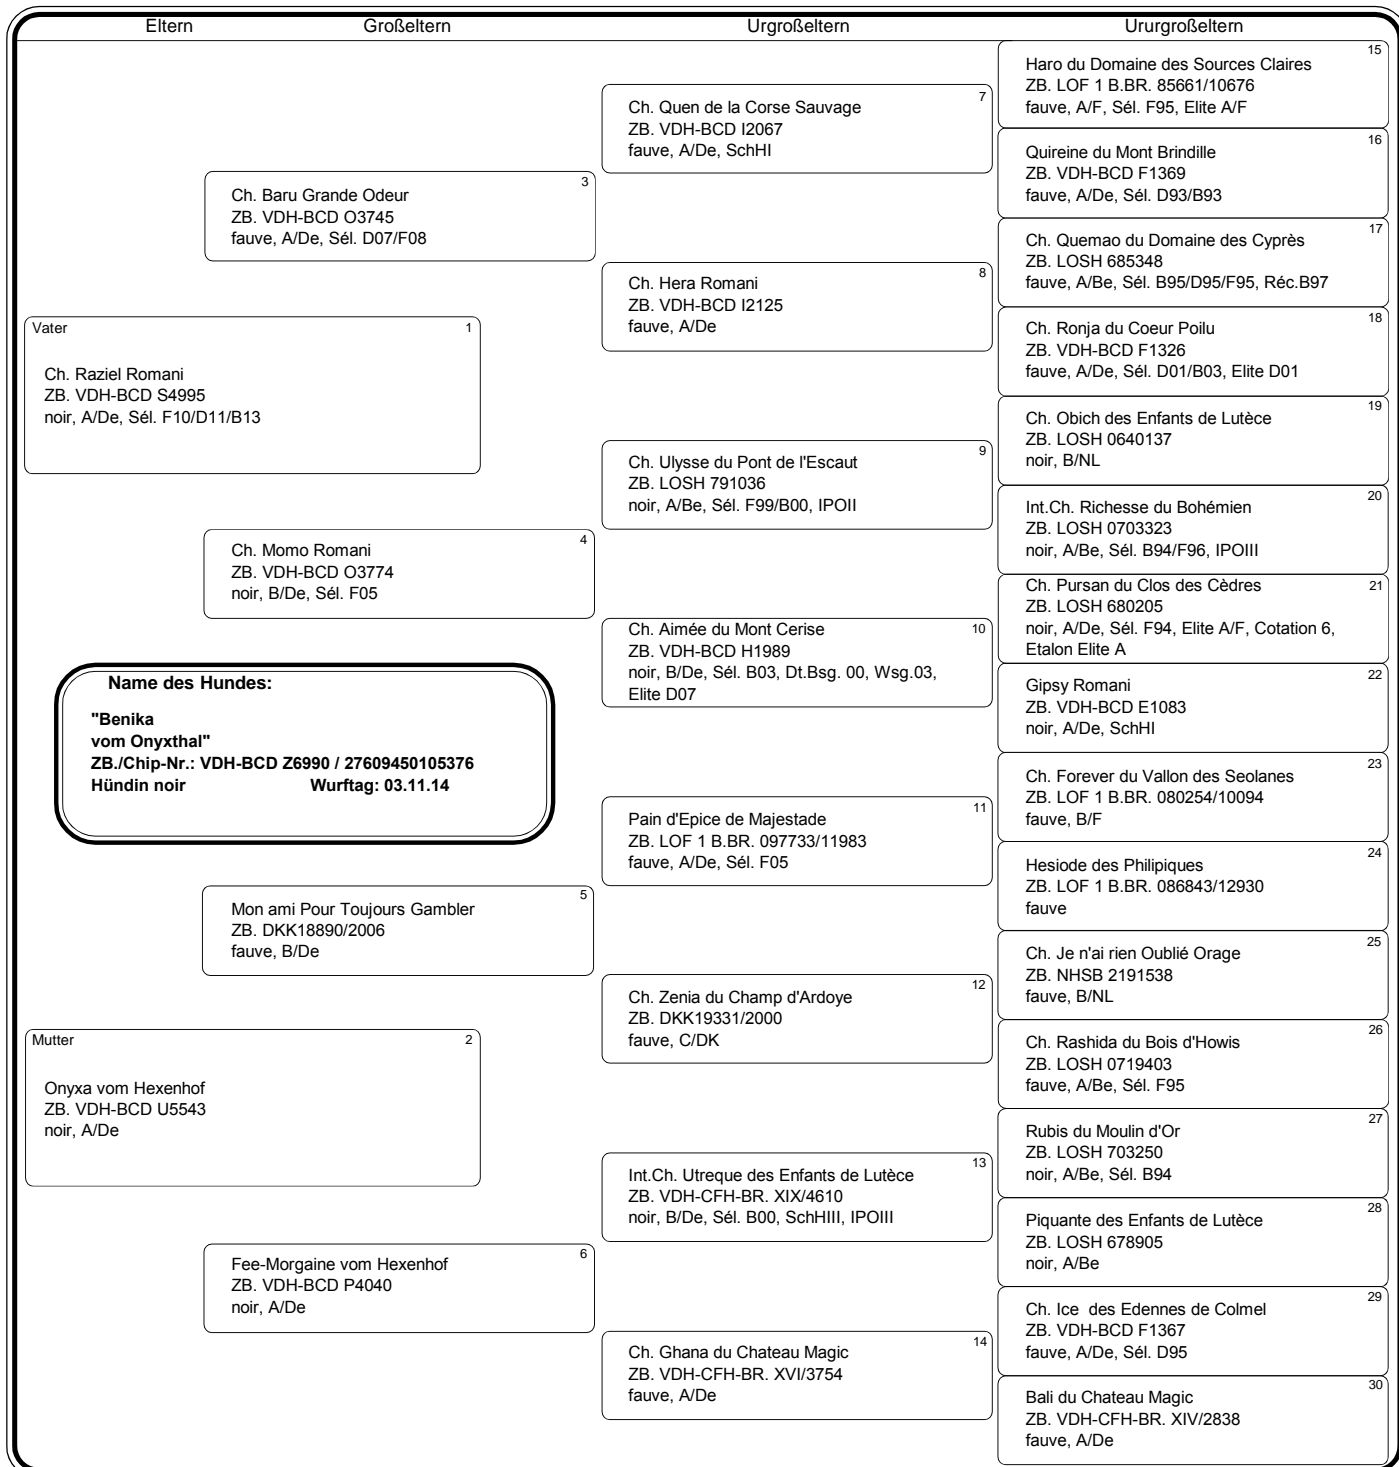 Eltern Großeltern Urgroßeltern Ururgroßeltern
Vater 1
Ch. Raziel Romani
ZB. VDH-BCD S4995
noir, A/De, Sél. F10/D11/B13
Mutter 2
Onyxa vom Hexenhof
ZB. VDH-BCD U5543
noir, A/De
3
Ch. Baru Grande Odeur
ZB. VDH-BCD O3745
fauve, A/De, Sél. D07/F08
4
Ch. Momo Romani
ZB. VDH-BCD O3774
noir, B/De, Sél. F05
Name des Hundes:
"Benika
vom Onyxthal"
ZB./Chip-Nr.: VDH-BCD Z6990 / 27609450105376
Hündin noir Wurftag: 03.11.14
5
Mon ami Pour Toujours Gambler
ZB. DKK18890/2006
fauve, B/De
6
Fee-Morgaine vom Hexenhof
ZB. VDH-BCD P4040
noir, A/De
7
Ch. Quen de la Corse Sauvage
ZB. VDH-BCD I2067
fauve, A/De, SchHI
8
Ch. Hera Romani
ZB. VDH-BCD I2125
fauve, A/De
9
Ch. Ulysse du Pont de l'Escaut
ZB. LOSH 791036
noir, A/Be, Sél. F99/B00, IPOII
10
Ch. Aimée du Mont Cerise
ZB. VDH-BCD H1989
noir, B/De, Sél. B03, Dt.Bsg. 00, Wsg.03,
Elite D07
11
Pain d'Epice de Majestade
ZB. LOF 1 B.BR. 097733/11983
fauve, A/De, Sél. F05
12
Ch. Zenia du Champ d'Ardoye
ZB. DKK19331/2000
fauve, C/DK
13
Int.Ch. Utreque des Enfants de Lutèce
ZB. VDH-CFH-BR. XIX/4610
noir, B/De, Sél. B00, SchHIII, IPOIII
14
Ch. Ghana du Chateau Magic
ZB. VDH-CFH-BR. XVI/3754
fauve, A/De
15
Haro du Domaine des Sources Claires
ZB. LOF 1 B.BR. 85661/10676
fauve, A/F, Sél. F95, Elite A/F
16
Quireine du Mont Brindille
ZB. VDH-BCD F1369
fauve, A/De, Sél. D93/B93
17
Ch. Quemao du Domaine des Cyprès
ZB. LOSH 685348
fauve, A/Be, Sél. B95/D95/F95, Réc.B97
18
Ch. Ronja du Coeur Poilu
ZB. VDH-BCD F1326
fauve, A/De, Sél. D01/B03, Elite D01
19
Ch. Obich des Enfants de Lutèce
ZB. LOSH 0640137
noir, B/NL
20
Int.Ch. Richesse du Bohémien
ZB. LOSH 0703323
noir, A/Be, Sél. B94/F96, IPOIII
21
Ch. Pursan du Clos des Cèdres
ZB. LOSH 680205
noir, A/De, Sél. F94, Elite A/F, Cotation 6,
Etalon Elite A
22
Gipsy Romani
ZB. VDH-BCD E1083
noir, A/De, SchHI
23
Ch. Forever du Vallon des Seolanes
ZB. LOF 1 B.BR. 080254/10094
fauve, B/F
24
Hesiode des Philipiques
ZB. LOF 1 B.BR. 086843/12930
fauve
25
Ch. Je n'ai rien Oublié Orage
ZB. NHSB 2191538
fauve, B/NL
26
Ch. Rashida du Bois d'Howis
ZB. LOSH 0719403
fauve, A/Be, Sél. F95
27
Rubis du Moulin d'Or
ZB. LOSH 703250
noir, A/Be, Sél. B94
28
Piquante des Enfants de Lutèce
ZB. LOSH 678905
noir, A/Be
29
Ch. Ice des Edennes de Colmel
ZB. VDH-BCD F1367
fauve, A/De, Sél. D95
30
Bali du Chateau Magic
ZB. VDH-CFH-BR. XIV/2838
fauve, A/De